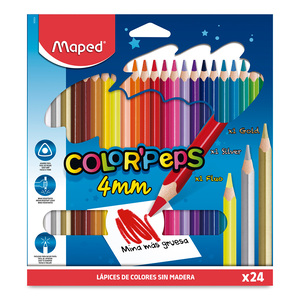 Maped
COLOR'PEPS
4mm
x1 Gold
x1 Silver
x1 Fluo
Mina más gruesa
LÁPICES DE COLORES SIN MADERA
x24